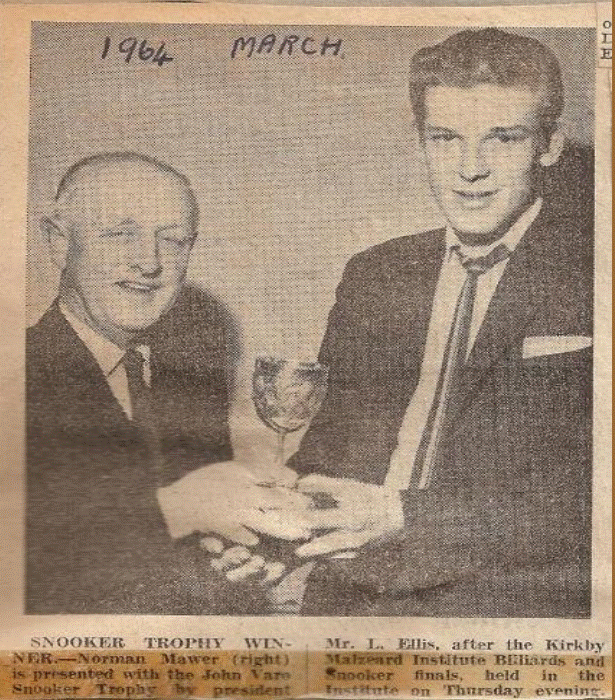 1964 MARCH
O
I
E
SNOOKER TROPHY WIN-
NER.—Norman Mawer (right)
is presented with the John Varo
Snooker Trophy by president
Mr. L. Ellis, after the Kirkby
Malzeard Institute Billiards and
Snooker finals, held in the
Institute on Thursday evening.